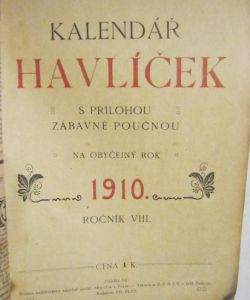 KALENDÁŘ
HAVLÍČEK
S PŘÍLOHOU
ZÁBAVNĚ POUČNOU
NA OBYČEJNÝ ROK
1910.
ROČNÍK VIII.
CENA 1 K.